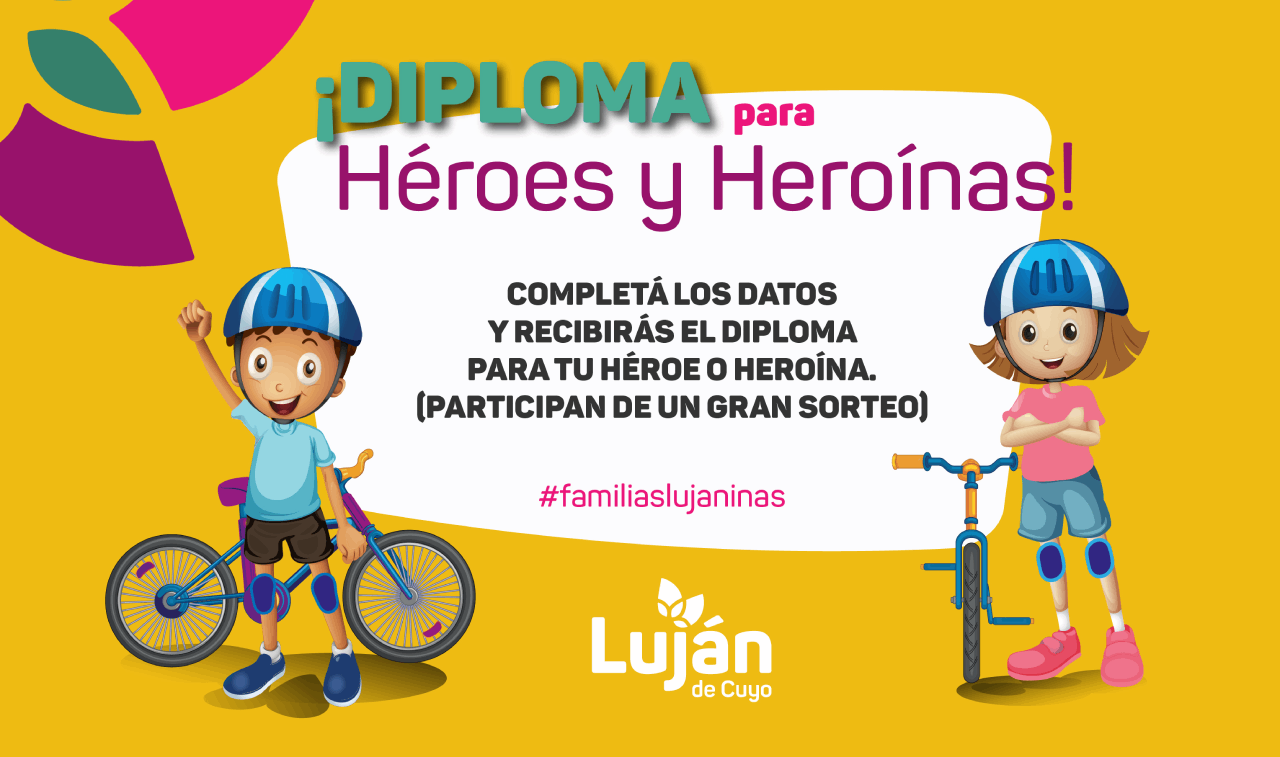 ¡DIPLOMA para
Héroes y Heroínas!
COMPLETÁ LOS DATOS
Y RECIBIRÁS EL DIPLOMA
PARA TU HÉROE O HEROÍNA.
(PARTICIPAN DE UN GRAN SORTEO)
#familiaslujaninas
Luján
de Cuyo